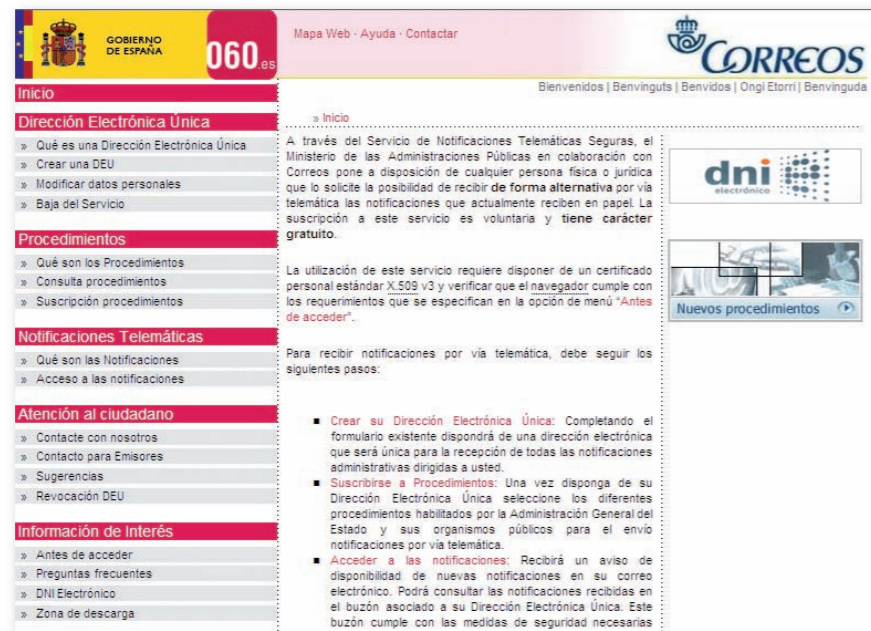 GOBIERNO
DE ESPAÑA
060.es
Mapa Web · Ayuda · Contactar
CORREOS
Bienvenidos | Benvinguts | Benvidos | Ongi Etorri | Benvinguda
Inicio
Dirección Electrónica Única
» Qué es una Dirección Electrónica Única
» Crear una DEU
» Modificar datos personales
» Baja del Servicio
Procedimientos
» Qué son los Procedimientos
» Consulta procedimientos
» Suscripción procedimientos
Notificaciones Telemáticas
» Qué son las Notificaciones
» Acceso a las notificaciones
Atención al ciudadano
» Contacte con nosotros
» Contacto para Emisores
» Sugerencias
» Revocación DEU
Información de Interés
» Antes de acceder
» Preguntas frecuentes
» DNI Electrónico
» Zona de descarga
» Inicio
A través del Servicio de Notificaciones Telemáticas Seguras, el
Ministerio de las Administraciones Públicas en colaboración con
Correos pone a disposición de cualquier persona física o jurídica
que lo solicite la posibilidad de recibir de forma alternativa por vía
telemática las notificaciones que actualmente reciben en papel. La
suscripción a este servicio es voluntaria y tiene carácter
gratuito.
La utilización de este servicio requiere disponer de un certificado
personal estándar X.509 v3 y verificar que el navegador cumple con
los requerimientos que se especifican en la opción de menú “Antes
de acceder”.
Para recibir notificaciones por vía telemática, debe seguir los
siguientes pasos:
■ Crear su Dirección Electrónica Única: Completando el
formulario existente dispondrá de una dirección electrónica
que será única para la recepción de todas las notificaciones
administrativas dirigidas a usted.
■ Suscribirse a Procedimientos: Una vez disponga de su
Dirección Electrónica Única seleccione los diferentes
procedimientos habilitados por la Administración General del
Estado y sus organismos públicos para el envío
notificaciones por vía telemática.
■ Acceder a las notificaciones: Recibirá un aviso de
disponibilidad de nuevas notificaciones en su correo
electrónico. Podrá consultar las notificaciones recibidas en
el buzón asociado a su Dirección Electrónica Única. Este
buzón cumple con las medidas de seguridad necesarias
dni
electrónico
Nuevos procedimientos